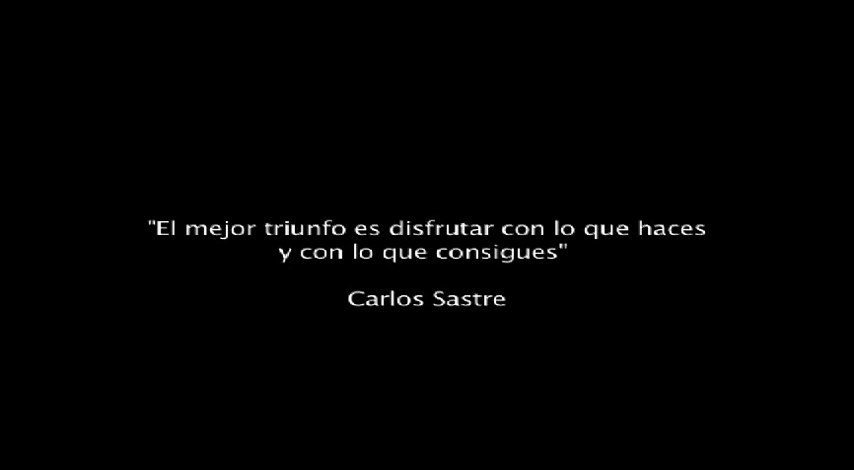 "El mejor triunfo es disfrutar con lo que haces
y con lo que consigues"
Carlos Sastre